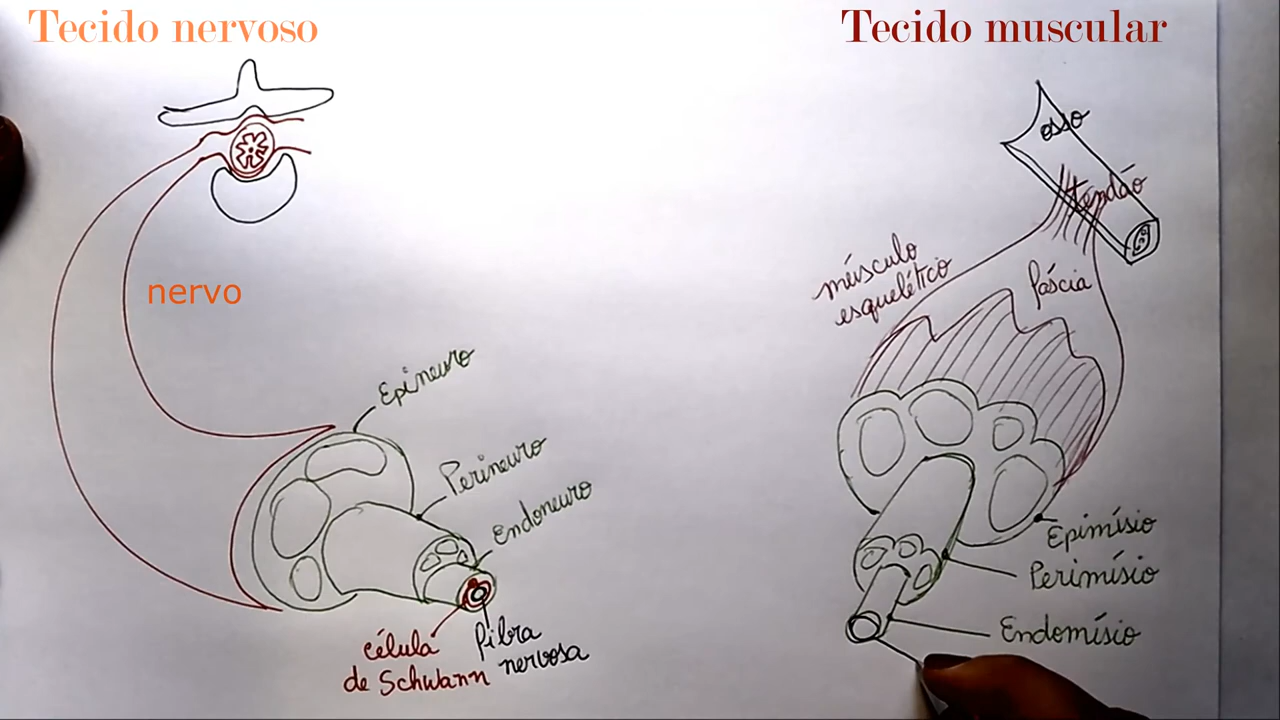 Tecido nervoso
Tecido muscular
osso
tendão
músculo
esquelético
fáscia
nervo
Epineuro
Perineuro
Endoneuro
célula
de Schwann
fibra
nervosa
Epimísio
Perimísio
Endomísio